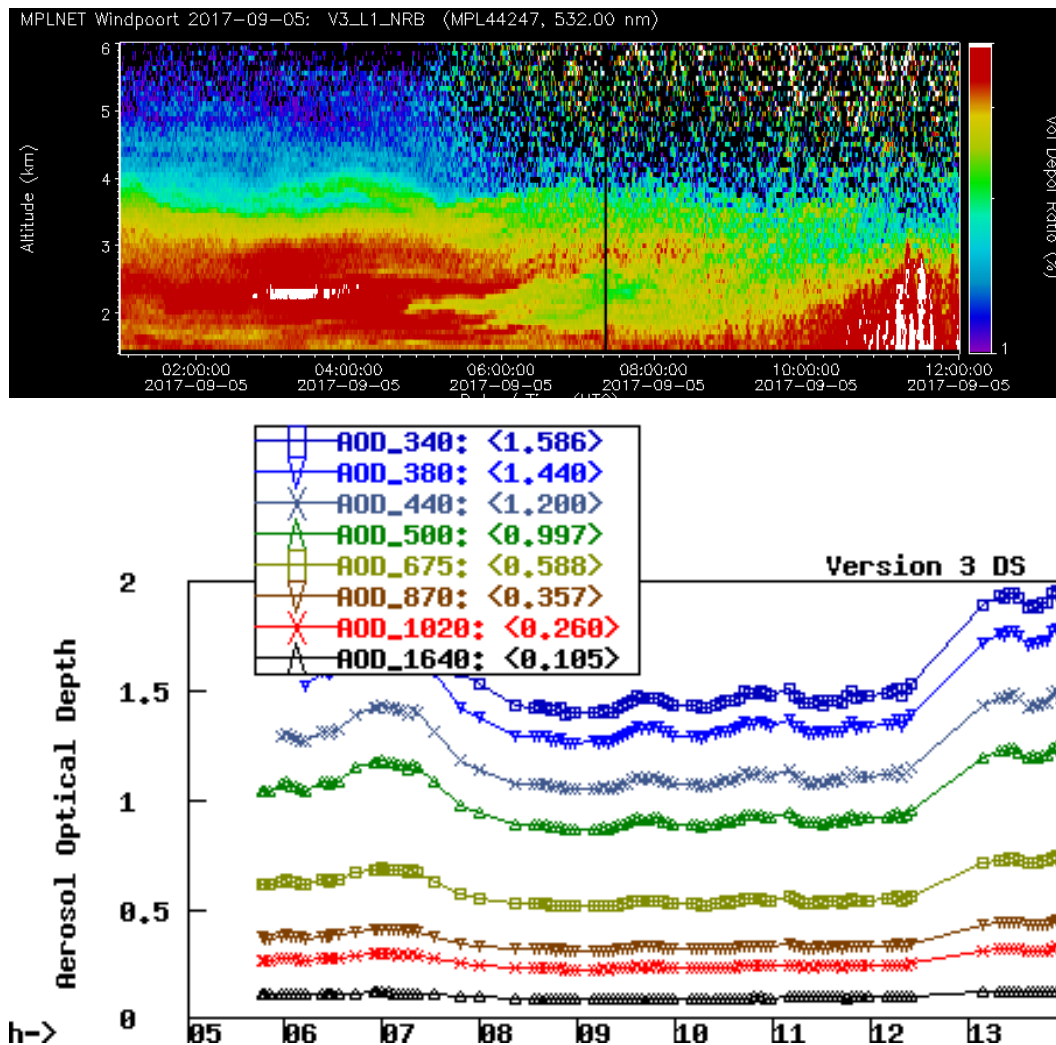 MPLNET Windpoort 2017-09-05: V3_L1_NRB (MPL44247, 532.00 nm)
6
5
4
3
2
Altitude (km)
Vol Depol Ratio (%)
1
02:00:00 04:00:00 06:00:00 08:00:00 10:00:00 12:00:00
2017-09-05 2017-09-05 2017-09-05 2017-09-05 2017-09-05 2017-09-05
AOD_340: <1.586>
AOD_380: <1.440>
AOD_440: <1.200>
AOD_500: <0.997>
AOD_675: <0.588>
AOD_870: <0.357>
AOD_1020: <0.260>
AOD_1640: <0.105>
Version 3 DS
Aerosol Optical Depth
2
1.5
1
0.5
0
h-> 05 06 07 08 09 10 11 12 13